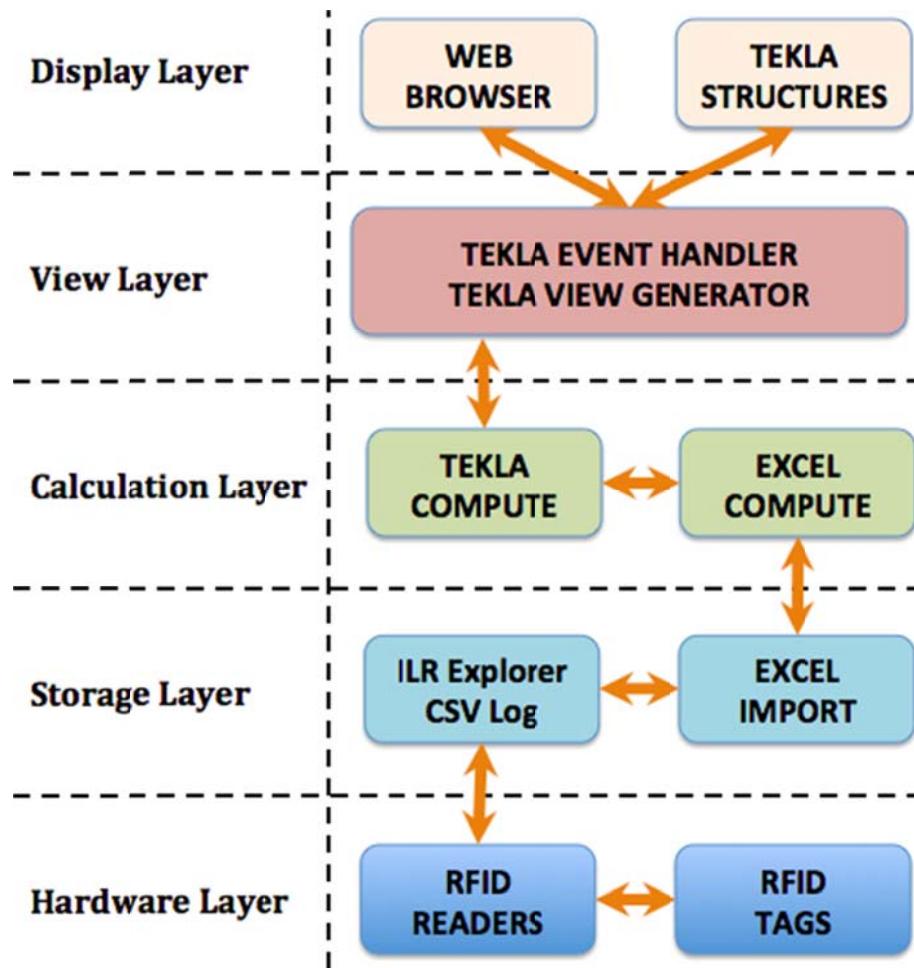 Display Layer
WEB
BROWSER
TEKLA
STRUCTURES
View Layer
TEKLA EVENT HANDLER
TEKLA VIEW GENERATOR
Calculation Layer
TEKLA
COMPUTE
EXCEL
COMPUTE
Storage Layer
ILR Explorer
CSV Log
EXCEL
IMPORT
Hardware Layer
RFID
READERS
RFID
TAGS